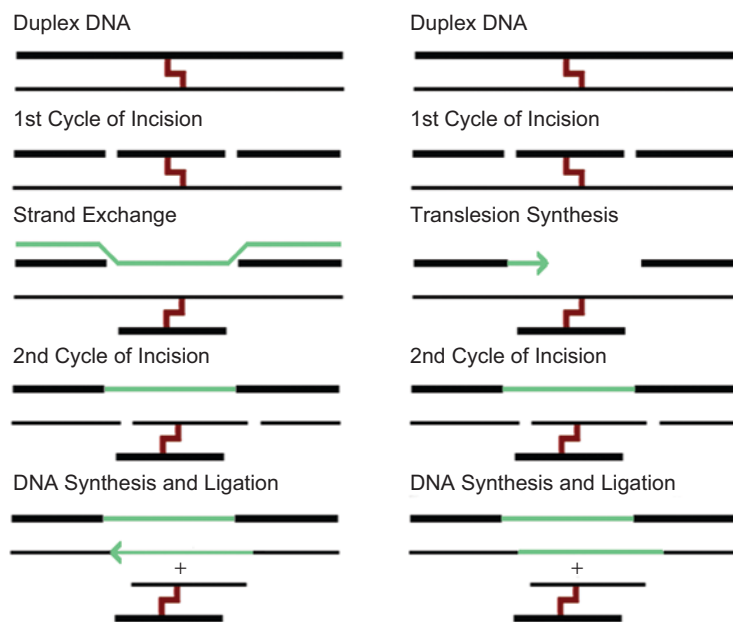 Duplex DNA
1st Cycle of Incision
Strand Exchange
2nd Cycle of Incision
DNA Synthesis and Ligation
+
Duplex DNA
1st Cycle of Incision
Translesion Synthesis
2nd Cycle of Incision
DNA Synthesis and Ligation
+